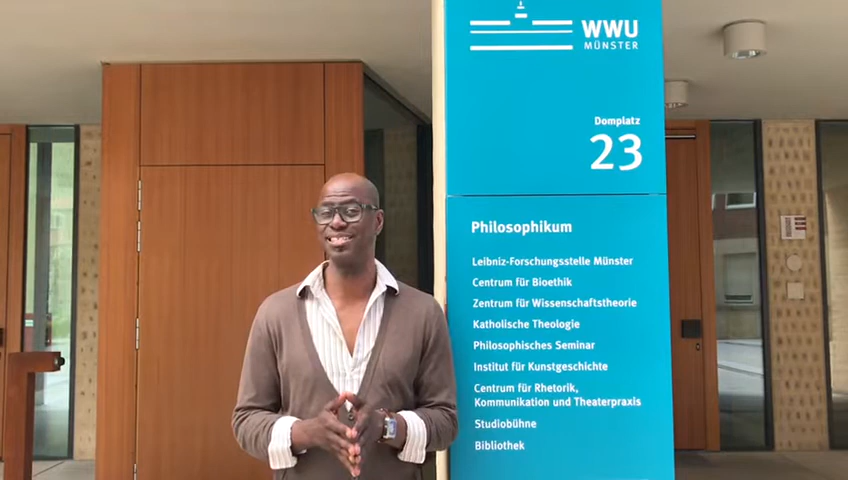 WWU
MÜNSTER
Domplatz
23
Philosophikum
Leibniz-Forschungsstelle Münster
Centrum für Bioethik
Zentrum für Wissenschaftstheorie
Katholische Theologie
Philosophisches Seminar
Institut für Kunstgeschichte
Centrum für Rhetorik,
Kommunikation und Theaterpraxis
Studiobühne
Bibliothek